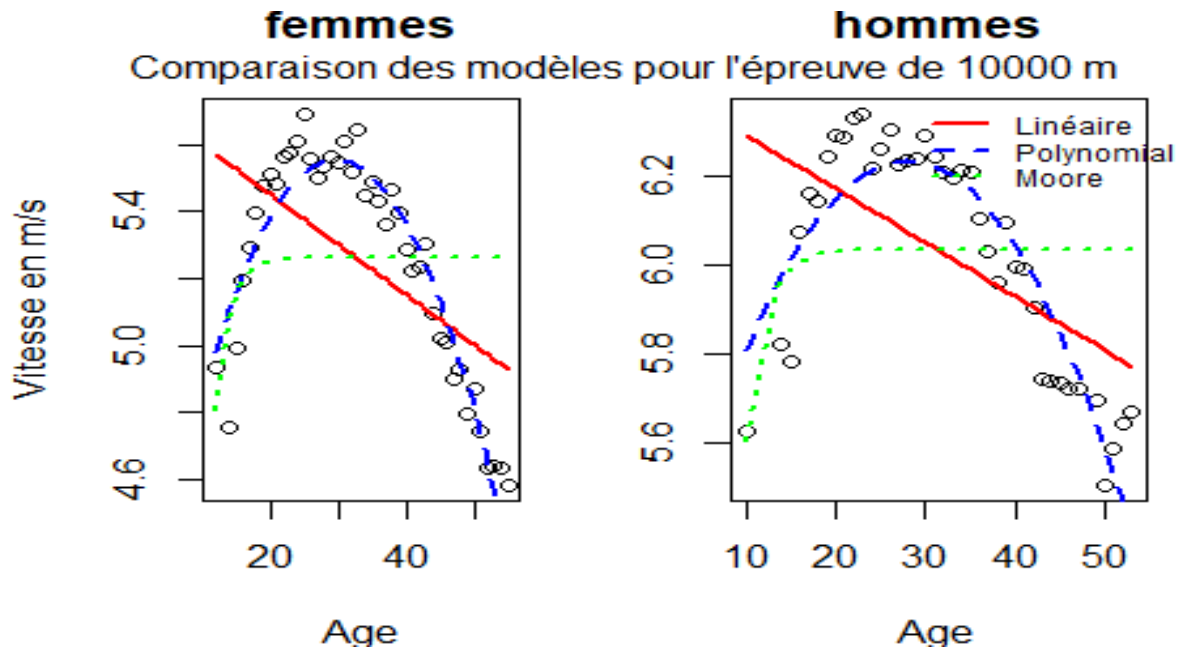 femmes hommes
Comparaison des modèles pour l'épreuve de 10000 m
Vitesse en m/s
5.4
5.0
4.6
20 40
Age
Linéaire
Polynomial
Moore
6.2
6.0
5.8
5.6
10 20 30 40 50
Age